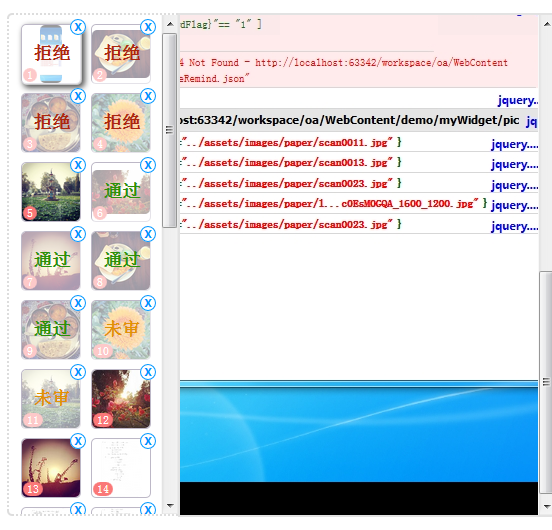 dFlag}"== "1" ]
4 Not Found - http://localhost:63342/workspace/oa/WebContent
eRemind.json"
jquery....
ost:63342/workspace/oa/WebContent/demo/myWidget/pic jq
="../assets/images/paper/scan0011.jpg" } jquery....
="../assets/images/paper/scan0013.jpg" } jquery....
="../assets/images/paper/scan0023.jpg" } jquery....
="../assets/images/paper/1...c0EsMOGQA_1600_1200.jpg" } jquery....
="../assets/images/paper/scan0023.jpg" } jquery....
X X
拒绝 拒绝
1 2
X X
拒绝 拒绝
3 4
X X
通过
5 6
X X
通过 通过
7 8
X X
通过 未审
9 10
X X
未审
11 12
X X
13 14
X X